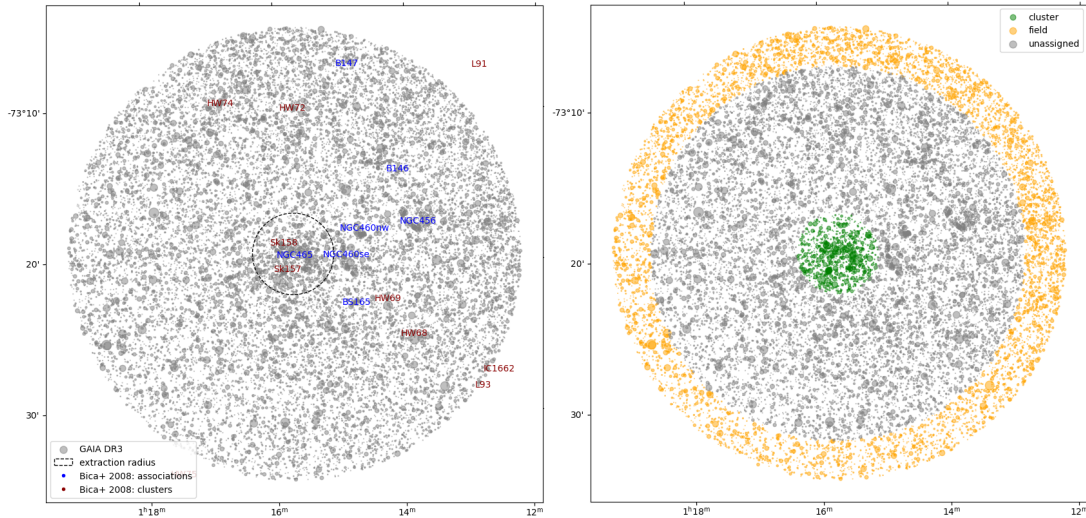 L91
B147
HW74
HW72
-73°10'
B146
NGC456
NGC460nw
Sk158
NGC465
NGC460se
20'
Sk157
BS165
HW69
HW68
IC1662
L93
30'
GAIA DR3
extraction radius
Bica+ 2008: associations
Bica+ 2008: clusters
1h18m
16m
14m
12m
cluster
field
unassigned
-73°10'
20'
30'
1h18m
16m
14m
12m